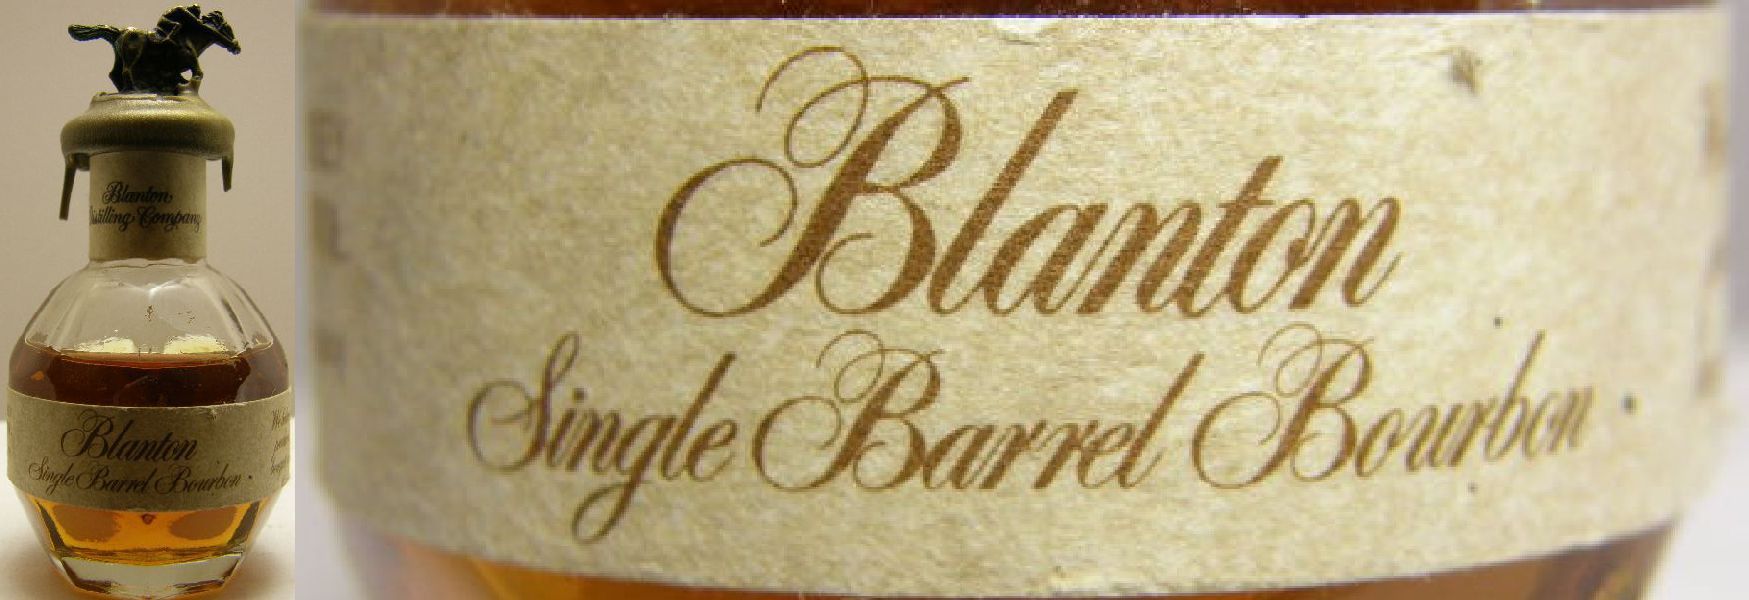 Blanton
Distilling Company
Blanton
Single Barrel Bourbon
Blanton
Single Barrel Bourbon